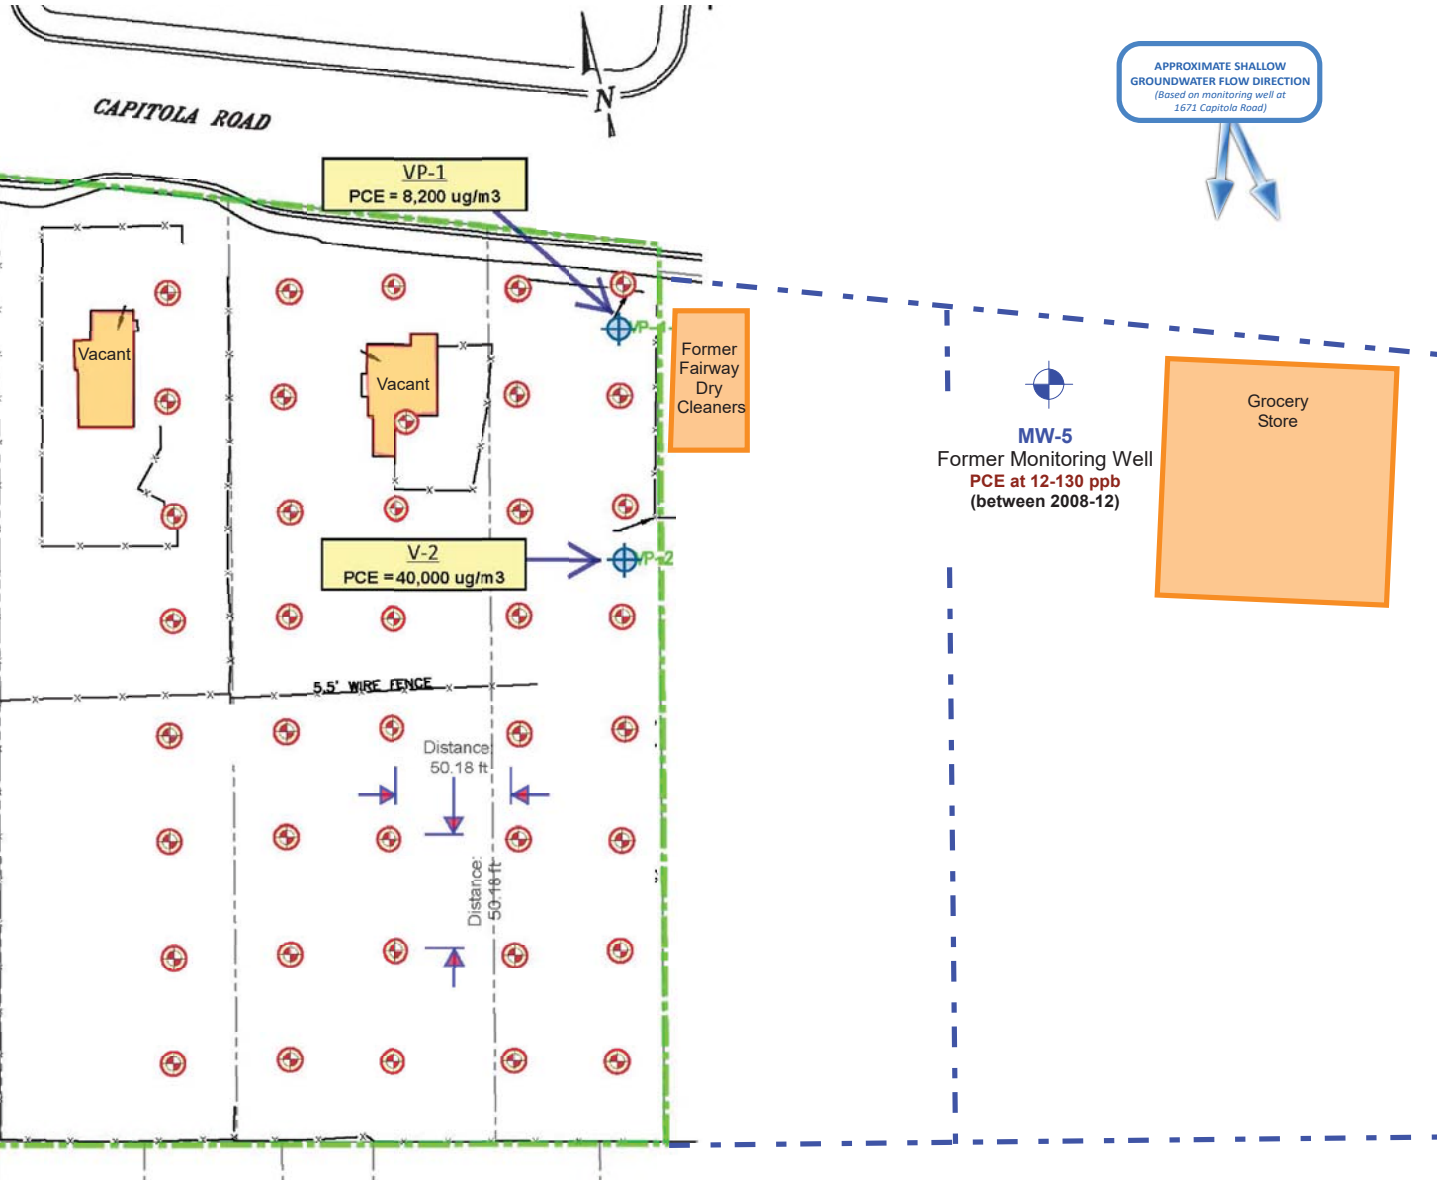 N
CAPITOLA ROAD
APPROXIMATE SHALLOW
GROUNDWATER FLOW DIRECTION
(Based on monitoring well at
1671 Capitola Road)
VP-1
PCE = 8,200 ug/m3
Vacant
Vacant
VP-1
Former
Fairway
Dry
Cleaners
Grocery
Store
MW-5
Former Monitoring Well
PCE at 12-130 ppb
(between 2008-12)
V-2
PCE =40,000 ug/m3
VP-2
5.5' WIRE FENCE
Distance:
50.18 ft
Distance:
50.18 ft